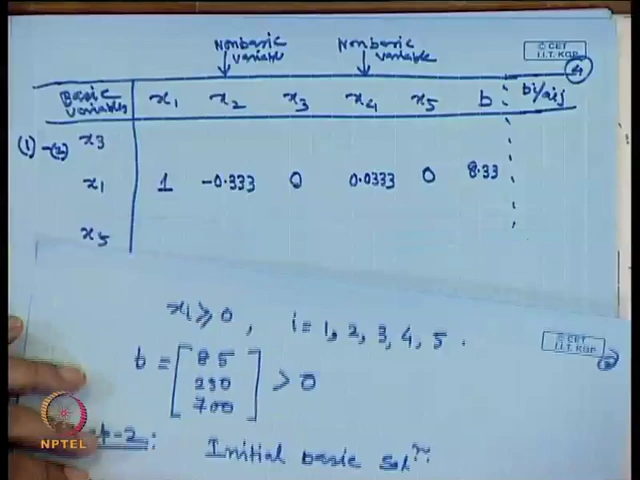 Nonbasic Variable Nonbasic Variable
© CET
I.I.T. KGP
4
Basic Variables x₁ x₂ x₃ x₄ x₅ b bi/aij
(1)-(2) x₃
x₁ 1 -0.333 0 0.0333 0 8.33
x₅
xi ≥ 0, i = 1, 2, 3, 4, 5.
© CET
I.I.T. KGP
b = [85
230
700] > 0
-2: Initial basic solⁿ:
NPTEL